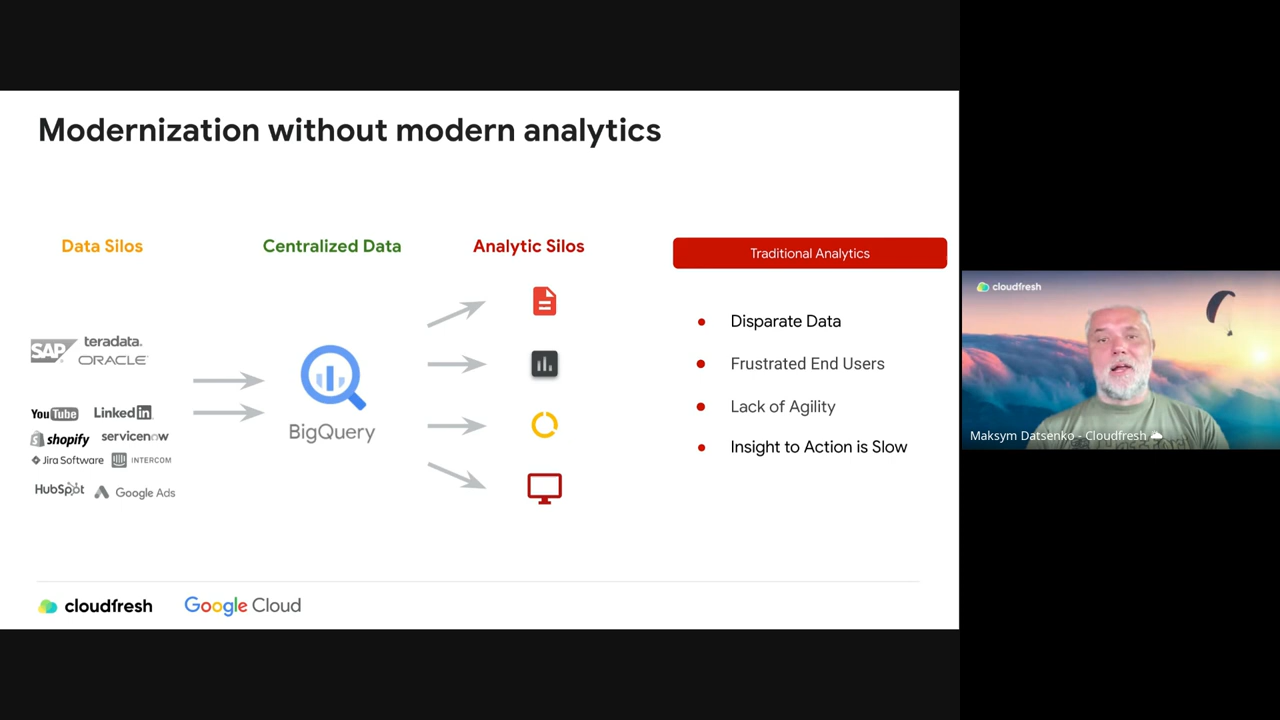 Modernization without modern analytics
Data Silos
Centralized Data
Analytic Silos
Traditional Analytics
SAP
teradata.
ORACLE
YouTube
Linked in
shopify
servicenow
Jira Software
INTERCOM
HubSpot
Google Ads
BigQuery
Disparate Data
Frustrated End Users
Lack of Agility
Insight to Action is Slow
cloudfresh
Google Cloud
cloudfresh
Maksym Datsenko - Cloudfresh